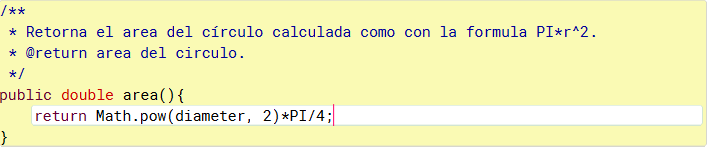 /**
 * Retorna el area del círculo calculada como con la formula PI*r^2.
 * @return area del circulo.
 */
public double area(){
    return Math.pow(diameter, 2)*PI/4;
}